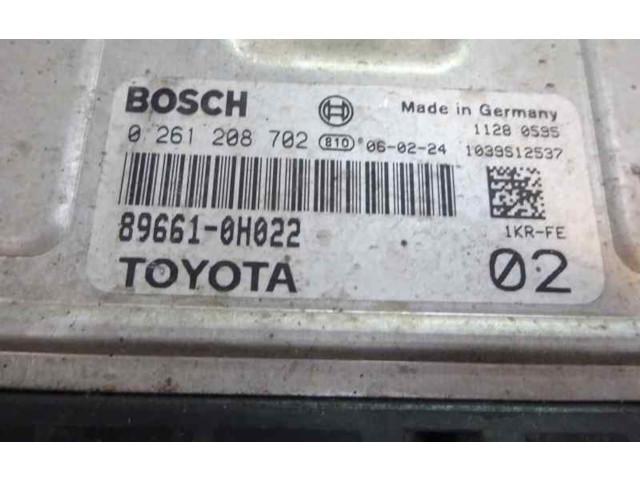 BOSCH Made in Germany
1128 0595
0 261 208 702 810 06-02-24 1039S12537
89661-0H022 1KR-FE
TOYOTA 02